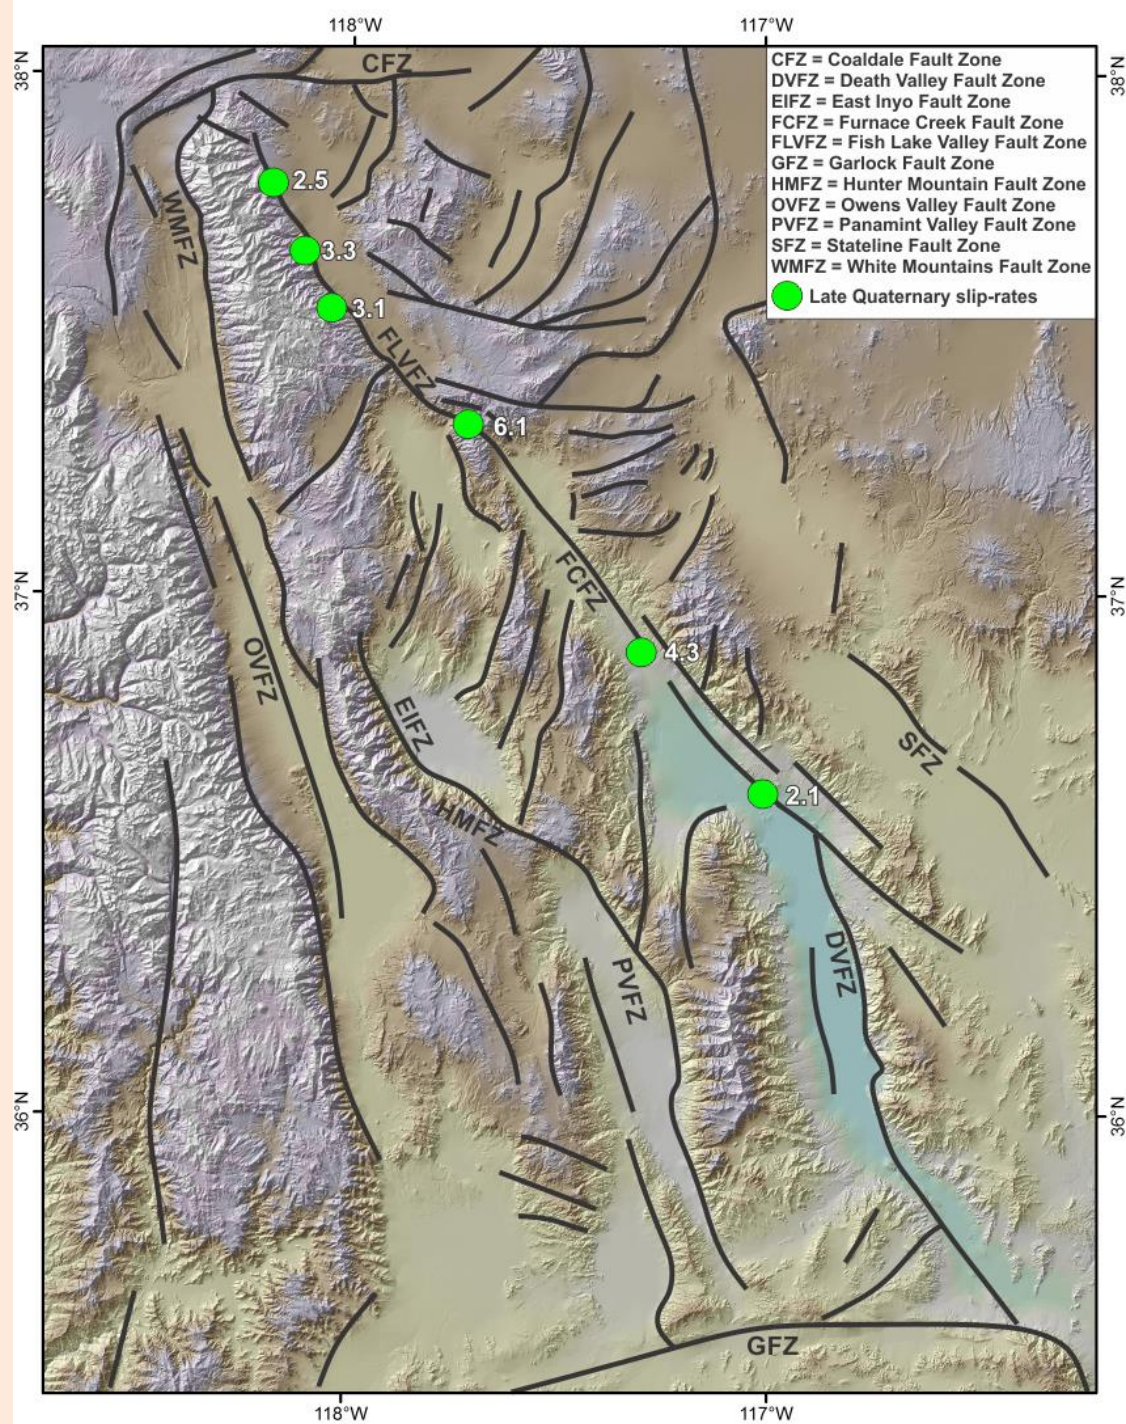 118°W
117°W
38°N
38°N
CFZ
CFZ = Coaldale Fault Zone
DVFZ = Death Valley Fault Zone
EIFZ = East Inyo Fault Zone
FCFZ = Furnace Creek Fault Zone
FLVFZ = Fish Lake Valley Fault Zone
GFZ = Garlock Fault Zone
HMFZ = Hunter Mountain Fault Zone
OVFZ = Owens Valley Fault Zone
PVFZ = Panamint Valley Fault Zone
SFZ = Stateline Fault Zone
WMFZ = White Mountains Fault Zone
Late Quaternary slip-rates
2.5
WMFZ
3.3
3.1
FLVFZ
6.1
FCFZ
37°N
37°N
4.3
OVFZ
EIFZ
SFZ
2.1
HMFZ
PVFZ
DVFZ
36°N
36°N
GFZ
118°W
117°W